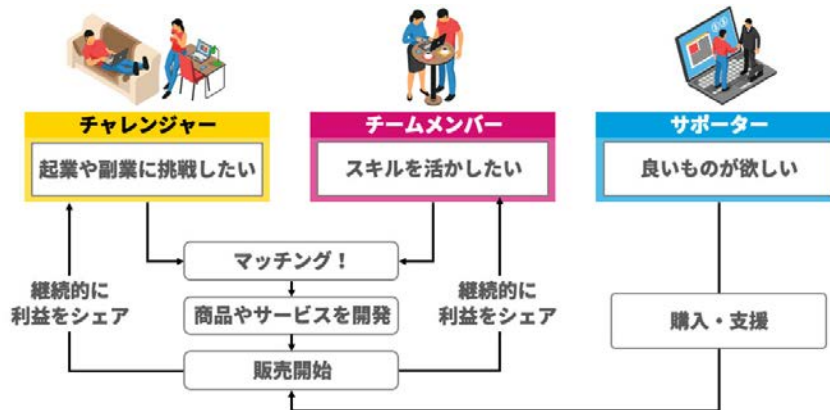 チャレンジャー
起業や副業に挑戦したい
チームメンバー
スキルを活かしたい
サポーター
良いものが欲しい
マッチング！
商品やサービスを開発
販売開始
継続的に
利益をシェア
継続的に
利益をシェア
購入・支援